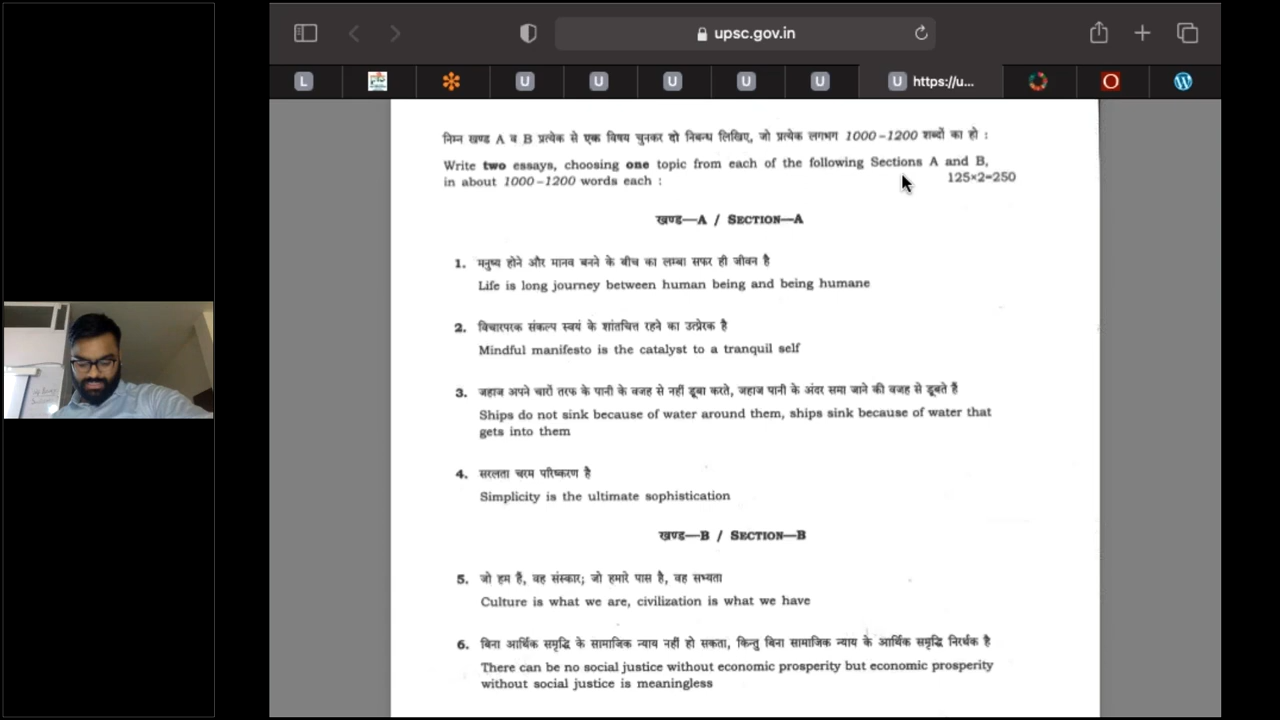 upsc.gov.in
L
U
U
U
U
U
U https://u...
निम्न खण्ड A व B प्रत्येक से एक विषय चुनकर दो निबन्ध लिखिए, जो प्रत्येक लगभग 1000–1200 शब्दों का हो :
Write two essays, choosing one topic from each of the following Sections A and B,
in about 1000–1200 words each :
125×2=250
खण्ड—A / SECTION—A
1. मनुष्य होने और मानव बनने के बीच का लम्बा सफर ही जीवन है
Life is long journey between human being and being humane
2. विचारपरक संकल्प स्वयं के शांतचित्त रहने का उत्प्रेरक है
Mindful manifesto is the catalyst to a tranquil self
3. जहाज अपने चारों तरफ के पानी के वजह से नहीं डूबा करते, जहाज पानी के अंदर समा जाने की वजह से डूबते हैं
Ships do not sink because of water around them, ships sink because of water that
gets into them
4. सरलता चरम परिष्करण है
Simplicity is the ultimate sophistication
खण्ड—B / SECTION—B
5. जो हम हैं, वह संस्कार; जो हमारे पास है, वह सभ्यता
Culture is what we are, civilization is what we have
6. बिना आर्थिक समृद्धि के सामाजिक न्याय नहीं हो सकता, किन्तु बिना सामाजिक न्याय के आर्थिक समृद्धि निरर्थक है
There can be no social justice without economic prosperity but economic prosperity
without social justice is meaningless